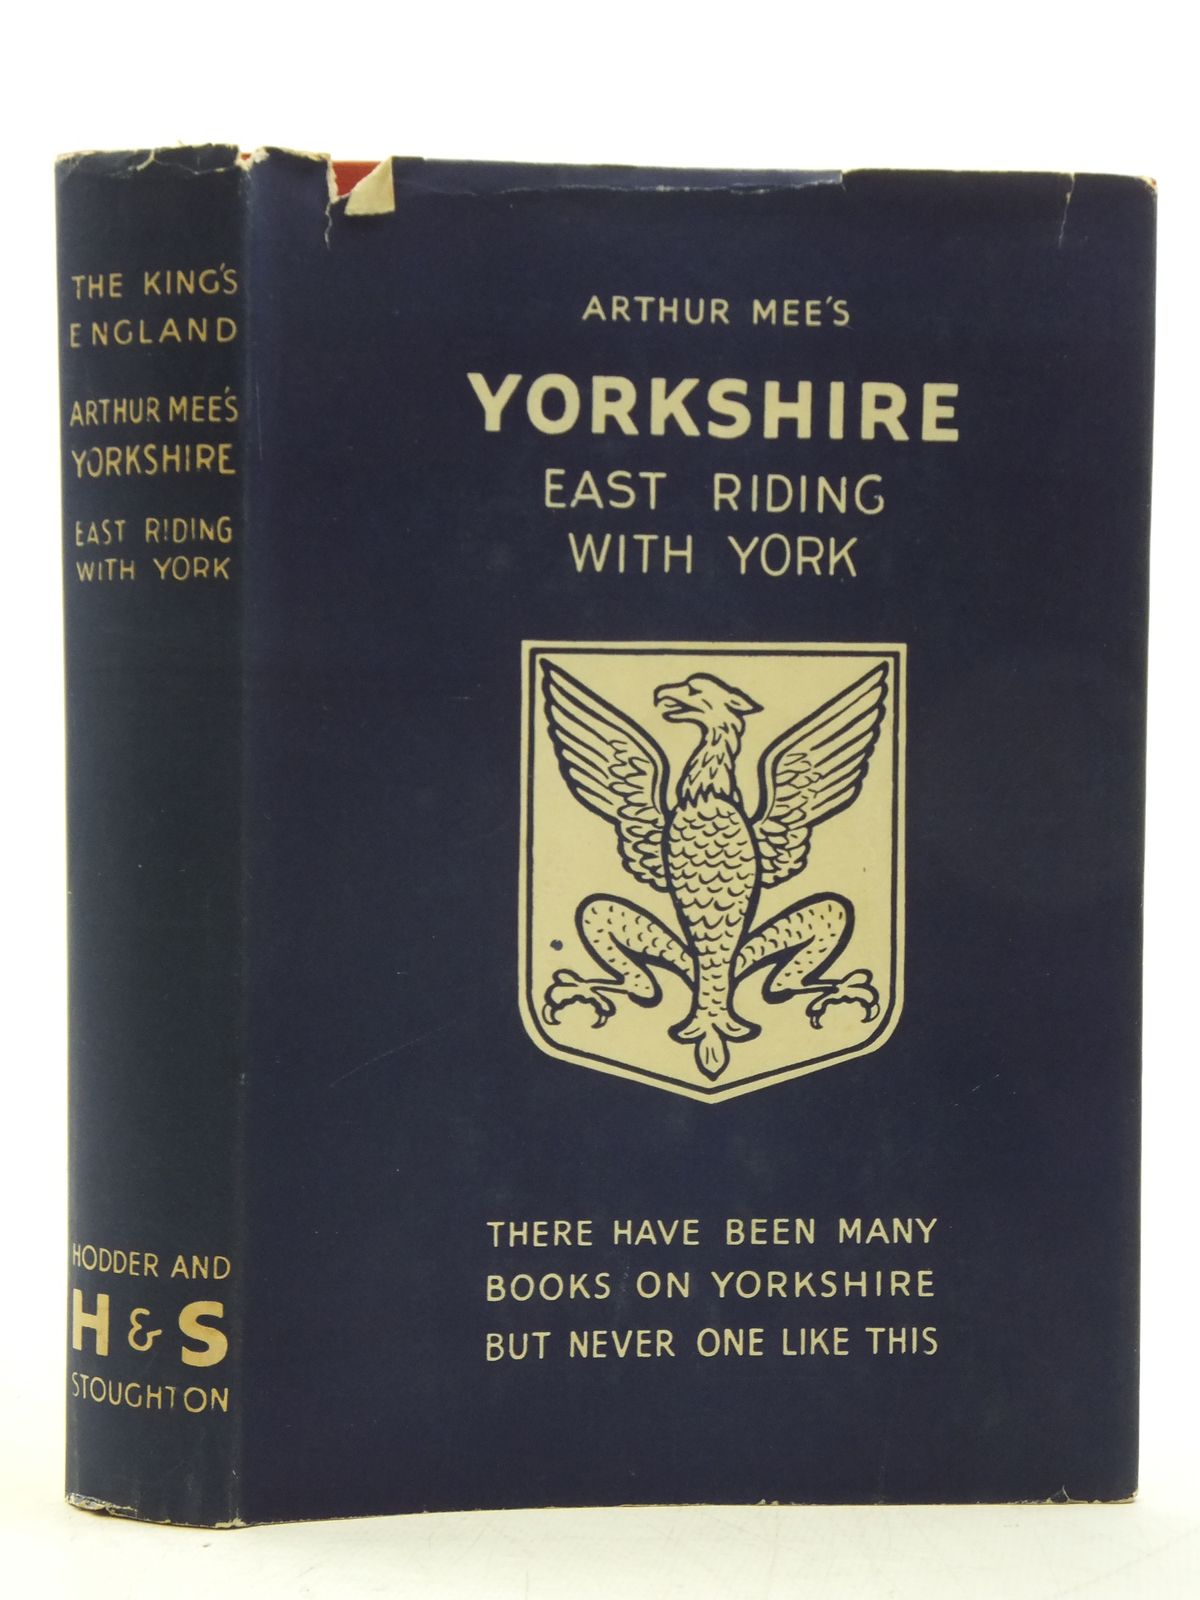 THE KING'S
ENGLAND
ARTHUR MEE'S
YORKSHIRE
EAST RIDING
WITH YORK
HODDER AND
H & S
STOUGHTON
ARTHUR MEE'S
YORKSHIRE
EAST RIDING
WITH YORK
THERE HAVE BEEN MANY
BOOKS ON YORKSHIRE
BUT NEVER ONE LIKE THIS